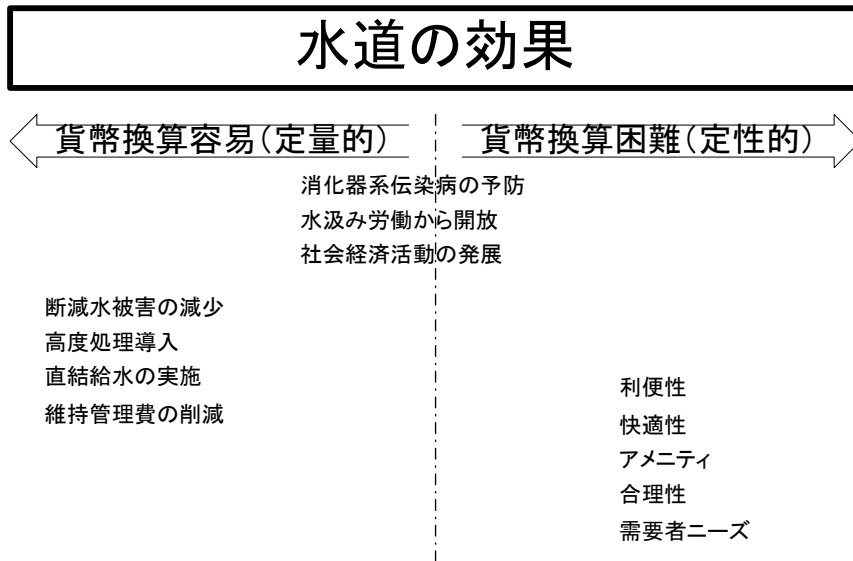 水道の効果
貨幣換算容易(定量的)
貨幣換算困難(定性的)
消化器系伝染病の予防
水汲み労働から開放
社会経済活動の発展
断減水被害の減少
高度処理導入
直結給水の実施
維持管理費の削減
利便性
快適性
アメニティ
合理性
需要者ニーズ